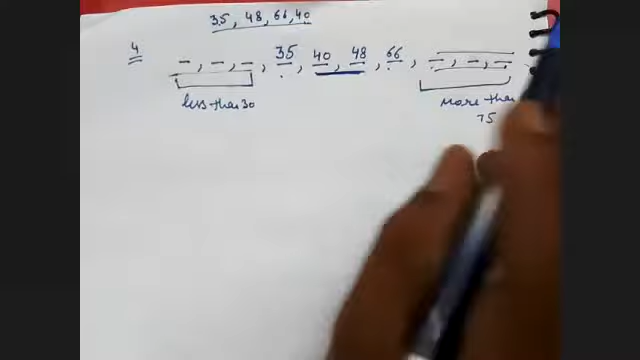 35, 48, 66, 40
4 _, _, _, 35, 40, 48, 66, _, _, _
less than 30 more than
75